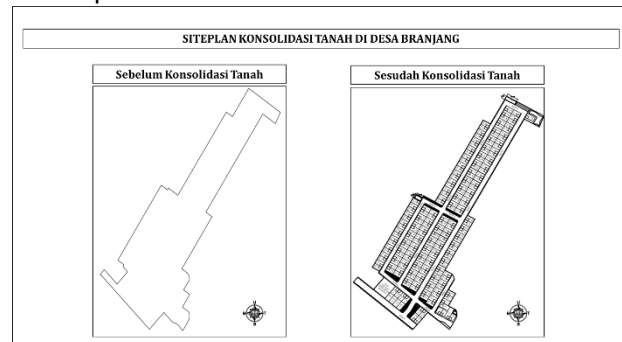 SITEPLAN KONSOLIDASI TANAH DI DESA BRANJANG
Sebelum Konsolidasi Tanah
Sesudah Konsolidasi Tanah